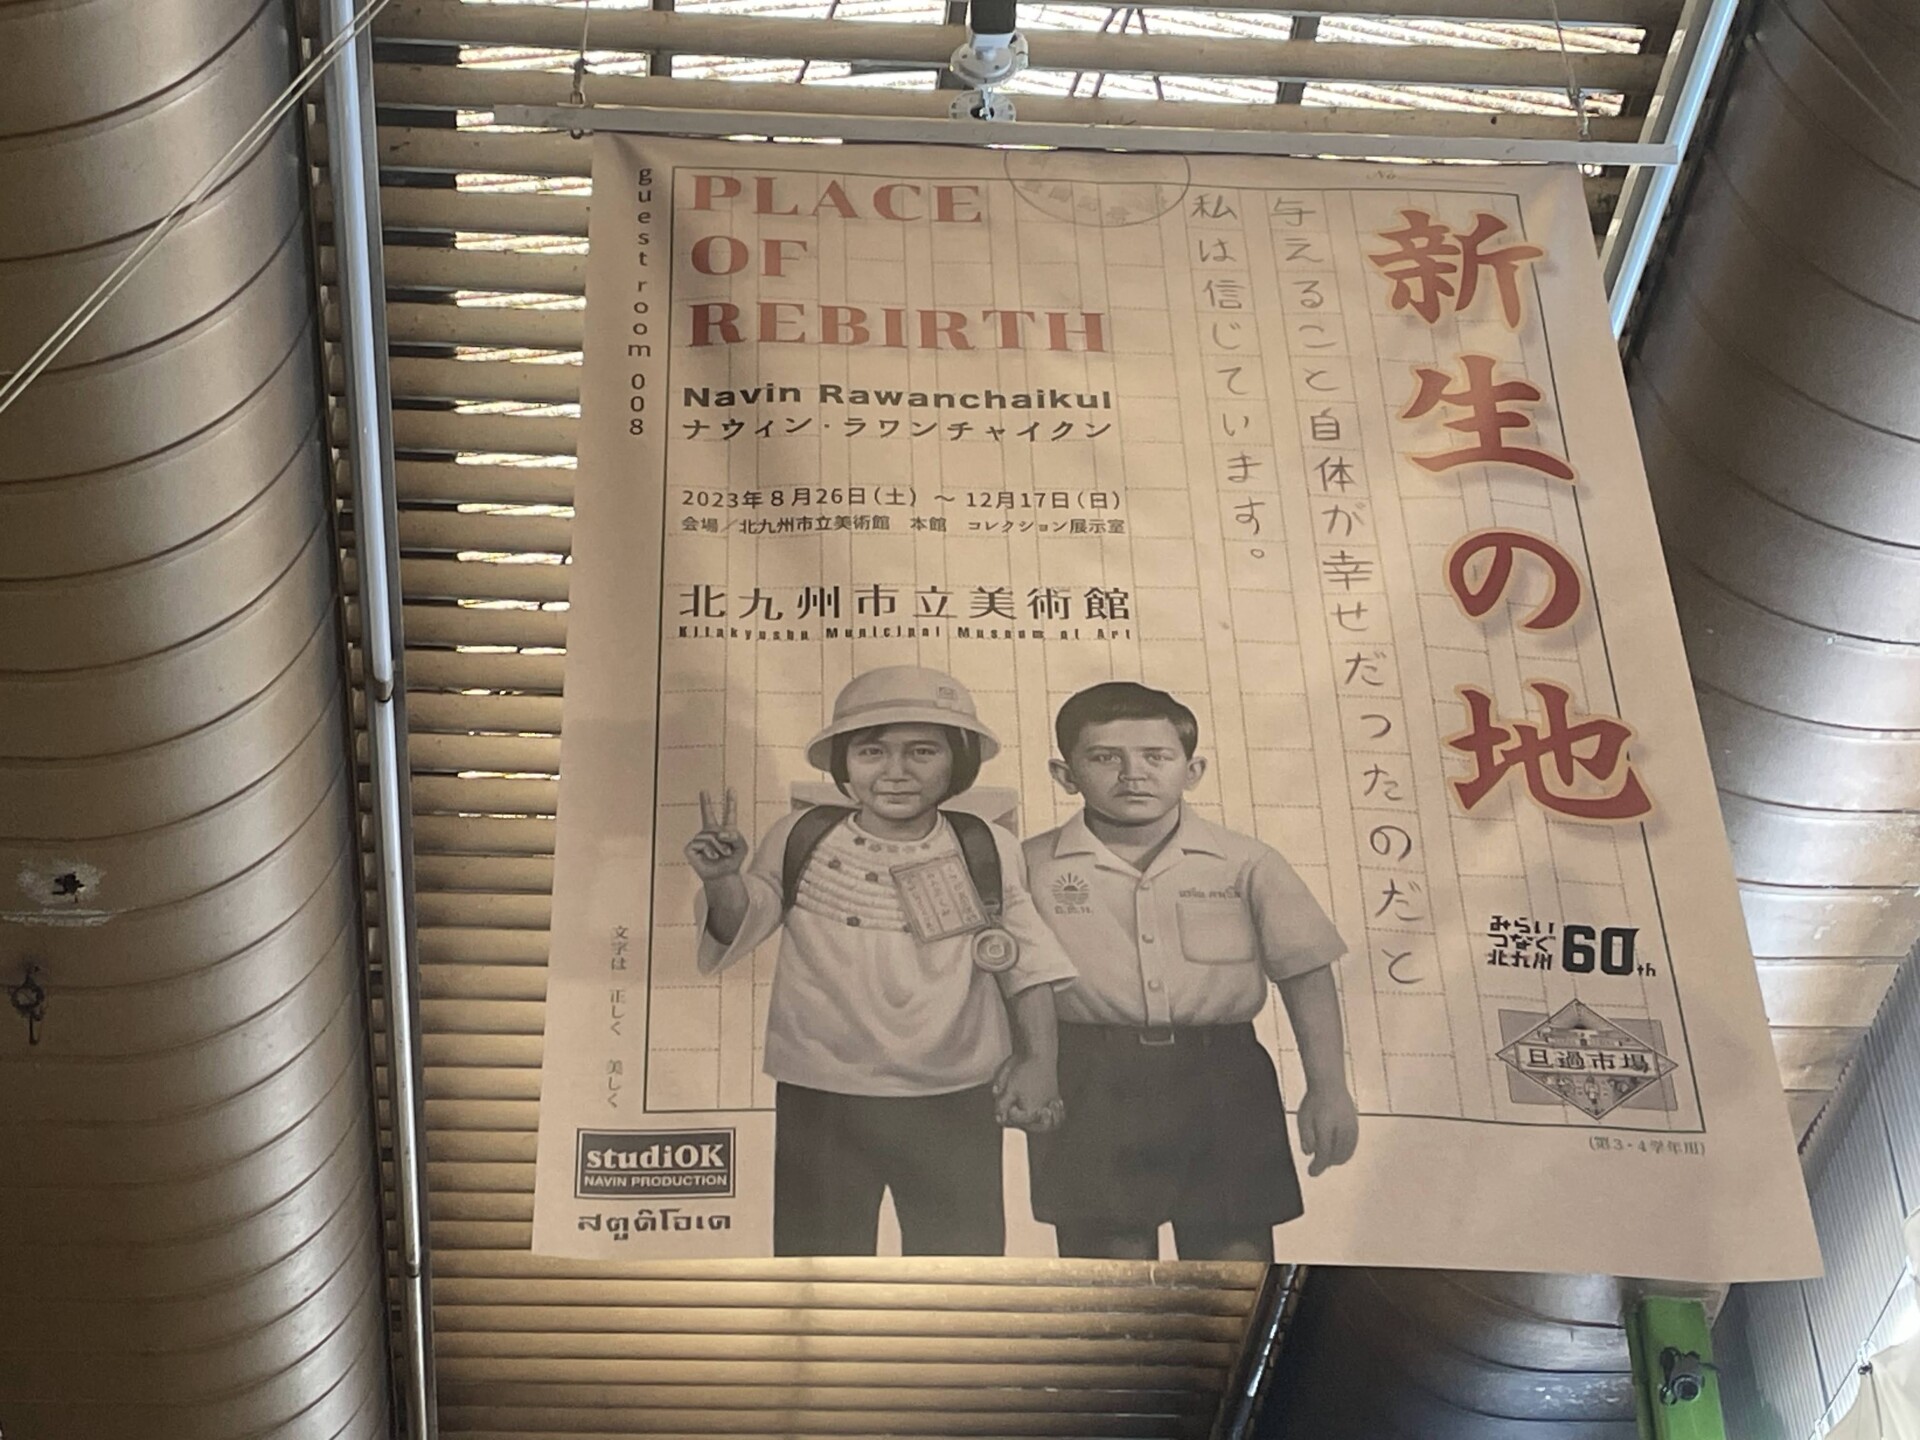 guest room 008
PLACE
OF
REBIRTH
Navin Rawanchaikul
ナウィン・ラワンチャイクン
2023年8月26日(土) ～ 12月17日(日)
会場／北九州市立美術館 本館 コレクション展示室
北九州市立美術館
Kitakyushu Municipal Museum of Art
新生の地
与えること自体が幸せだったのだと
私は信じています。
No
みらい
つなぐ
北九州
60th
旦過市場
(第3・4学年用)
文字は 正しく 美しく
studiOK
NAVIN PRODUCTION
สตูดิโอเค